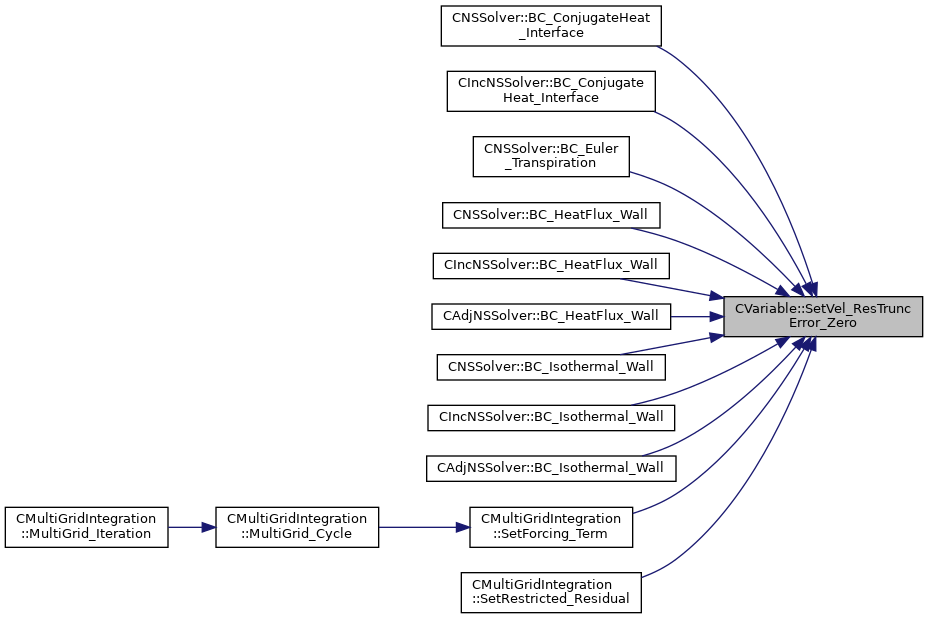 CNSSolver::BC_ConjugateHeat
_Interface
CIncNSSolver::BC_Conjugate
Heat_Interface
CNSSolver::BC_Euler
_Transpiration
CNSSolver::BC_HeatFlux_Wall
CIncNSSolver::BC_HeatFlux_Wall
CVariable::SetVel_ResTrunc
Error_Zero
CAdjNSSolver::BC_HeatFlux_Wall
CNSSolver::BC_Isothermal_Wall
CIncNSSolver::BC_Isothermal_Wall
CAdjNSSolver::BC_Isothermal_Wall
CMultiGridIntegration
::MultiGrid_Iteration
CMultiGridIntegration
::MultiGrid_Cycle
CMultiGridIntegration
::SetForcing_Term
CMultiGridIntegration
::SetRestricted_Residual